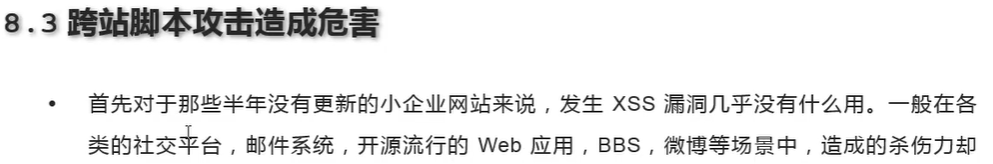 8.3 跨站脚本攻击造成危害
• 首先对于那些半年没有更新的小企业网站来说，发生 XSS 漏洞几乎没有什么用。一般在各
类的社交平台，邮件系统，开源流行的 Web 应用，BBS，微博等场景中，造成的杀伤力却